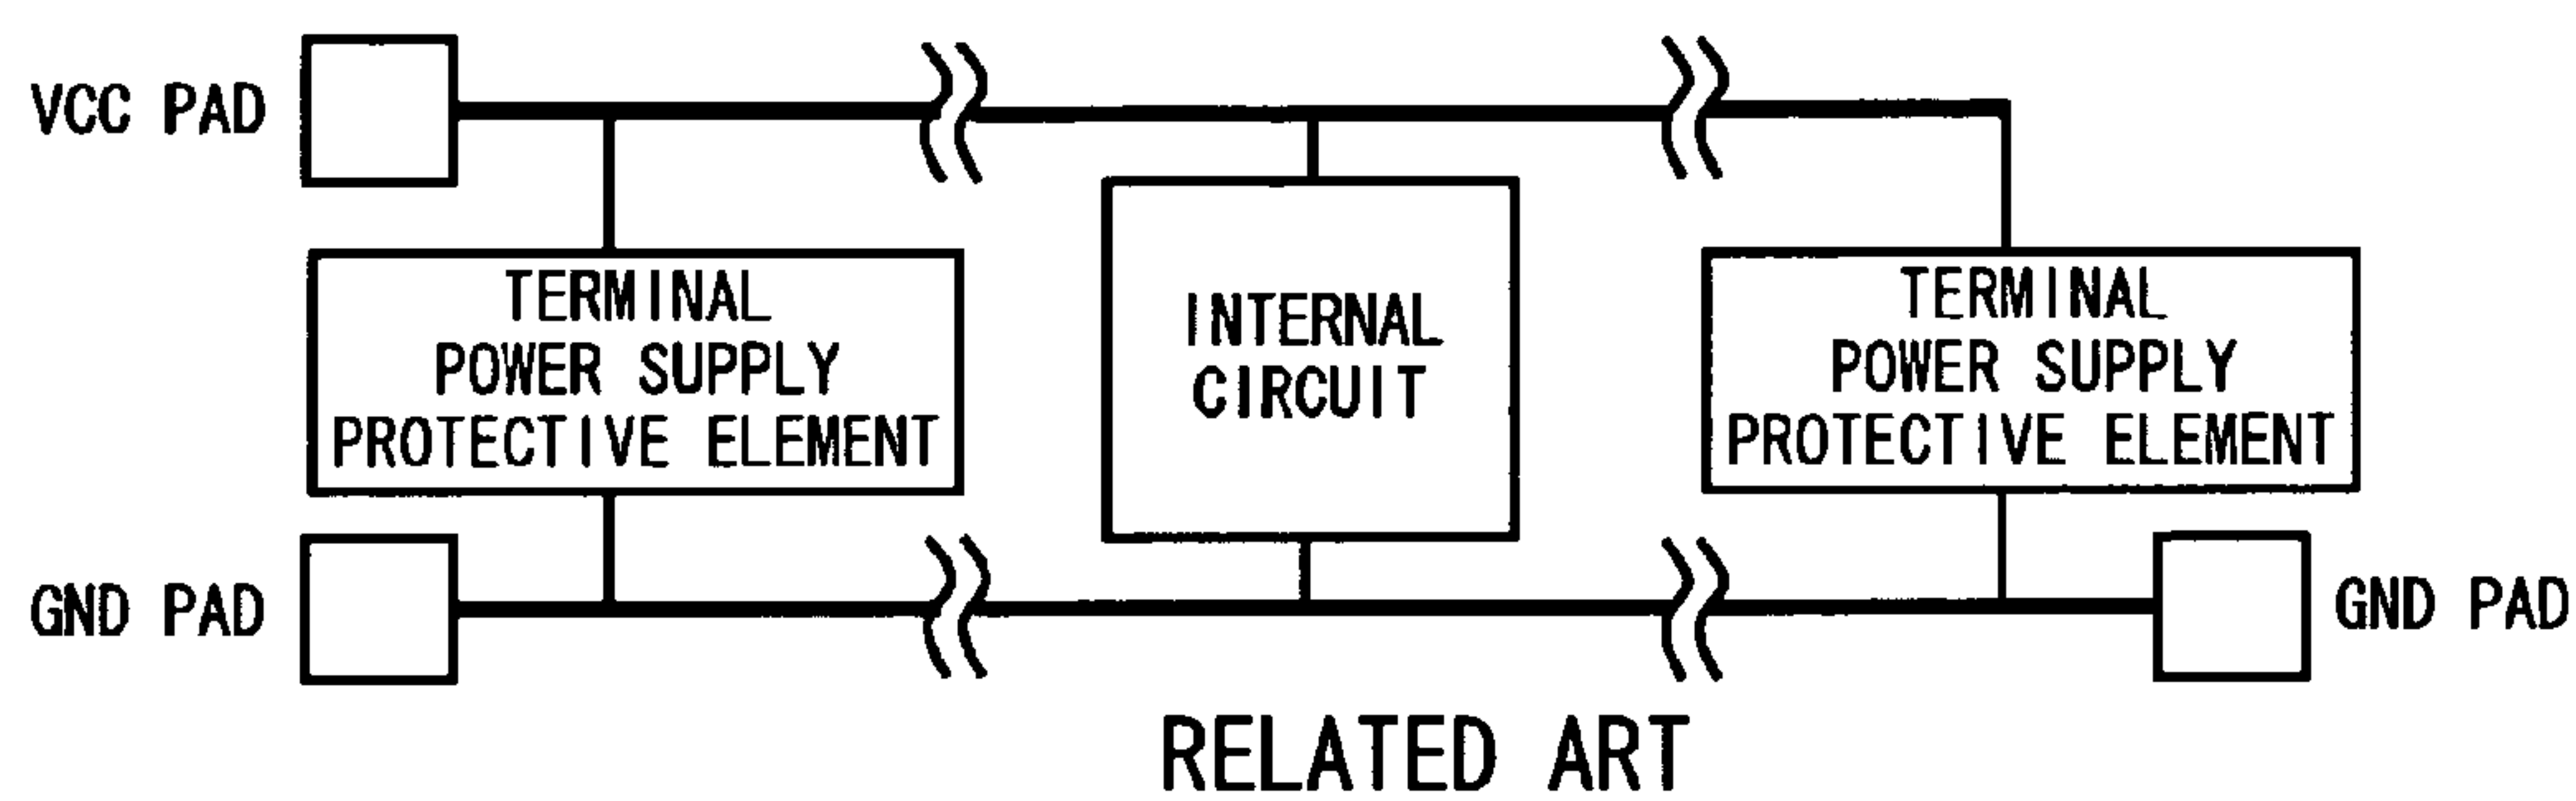 VCC PAD
TERMINAL
POWER SUPPLY
PROTECTIVE ELEMENT
INTERNAL
CIRCUIT
TERMINAL
POWER SUPPLY
PROTECTIVE ELEMENT
GND PAD
GND PAD
RELATED ART